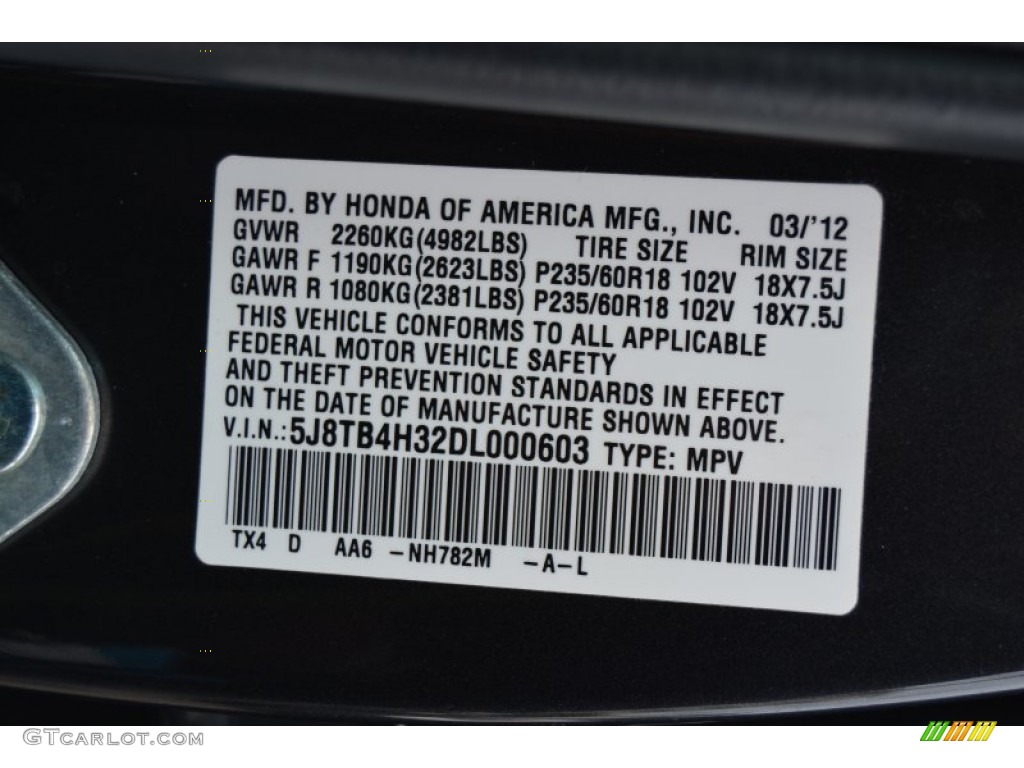 MFD. BY HONDA OF AMERICA MFG., INC. 03/'12
GVWR 2260KG(4982LBS) TIRE SIZE RIM SIZE
GAWR F 1190KG(2623LBS) P235/60R18 102V 18X7.5J
GAWR R 1080KG(2381LBS) P235/60R18 102V 18X7.5J
THIS VEHICLE CONFORMS TO ALL APPLICABLE
FEDERAL MOTOR VEHICLE SAFETY
AND THEFT PREVENTION STANDARDS IN EFFECT
ON THE DATE OF MANUFACTURE SHOWN ABOVE.
V.I.N.:5J8TB4H32DL000603 TYPE: MPV
TX4 D AA6 -NH782M -A-L
GTCARLOT.COM